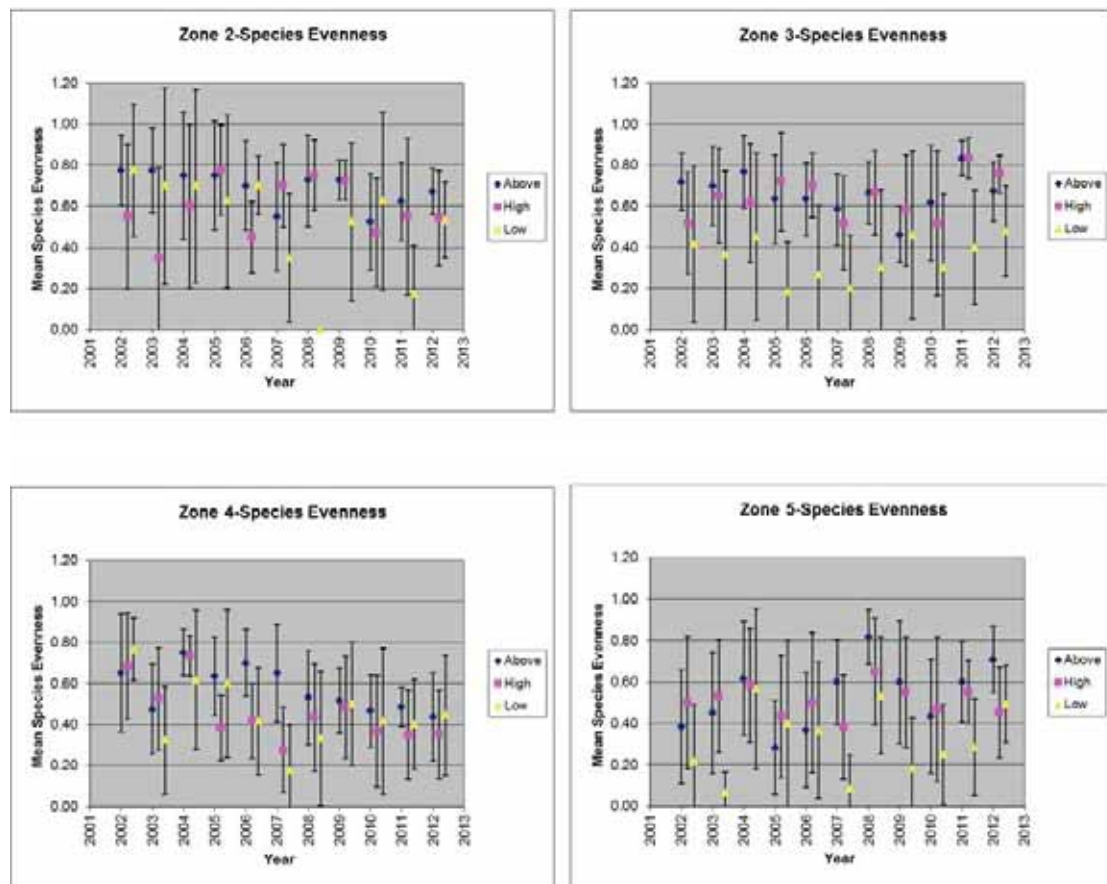 Zone 2-Species Evenness
Mean Species Evenness
1.20
1.00
0.80
0.60
0.40
0.20
0.00
2001 2002 2003 2004 2005 2006 2007 2008 2009 2010 2011 2012 2013
Year
Above
High
Low
Zone 3-Species Evenness
Mean Species Evenness
1.20
1.00
0.80
0.60
0.40
0.20
0.00
2001 2002 2003 2004 2005 2006 2007 2008 2009 2010 2011 2012 2013
Year
Above
High
Low
Zone 4-Species Evenness
Mean Species Evenness
1.20
1.00
0.80
0.60
0.40
0.20
0.00
2001 2002 2003 2004 2005 2006 2007 2008 2009 2010 2011 2012 2013
Year
Above
High
Low
Zone 5-Species Evenness
Mean Species Evenness
1.20
1.00
0.80
0.60
0.40
0.20
0.00
2001 2002 2003 2004 2005 2006 2007 2008 2009 2010 2011 2012 2013
Year
Above
High
Low